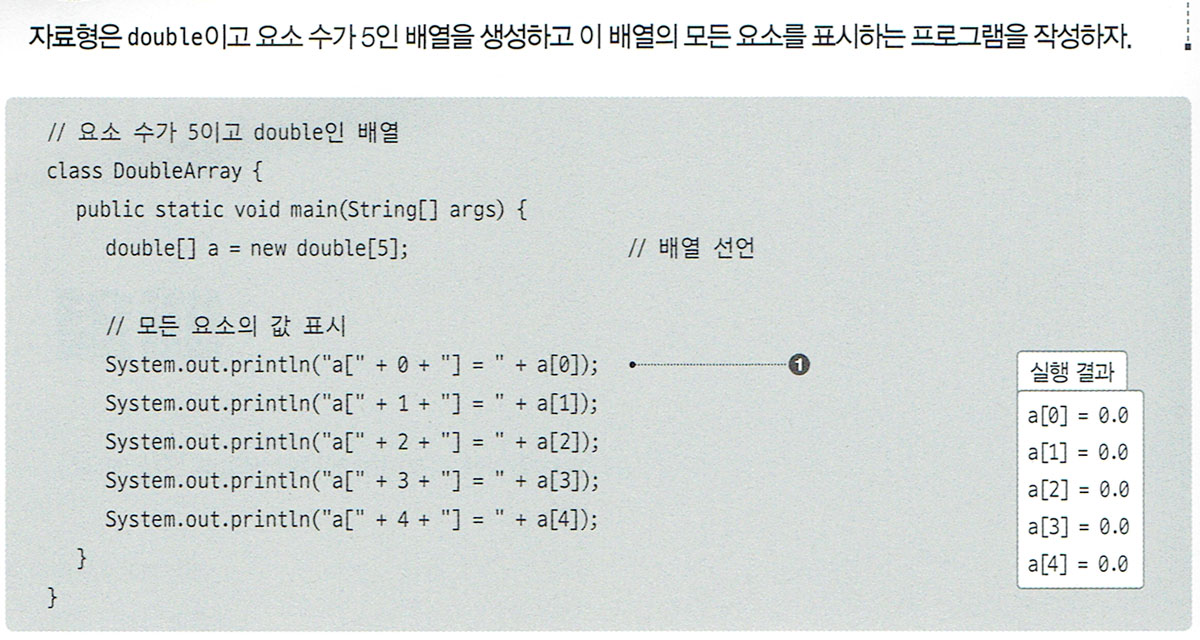 자료형은 double이고 요소 수가 5인 배열을 생성하고 이 배열의 모든 요소를 표시하는 프로그램을 작성하자.
// 요소 수가 5이고 double인 배열
class DoubleArray {
public static void main(String[] args) {
double[] a = new double[5]; // 배열 선언
// 모든 요소의 값 표시
System.out.println("a[" + 0 + "] = " + a[0]); ❶
System.out.println("a[" + 1 + "] = " + a[1]);
System.out.println("a[" + 2 + "] = " + a[2]);
System.out.println("a[" + 3 + "] = " + a[3]);
System.out.println("a[" + 4 + "] = " + a[4]);
}
}
실행 결과
a[0] = 0.0
a[1] = 0.0
a[2] = 0.0
a[3] = 0.0
a[4] = 0.0